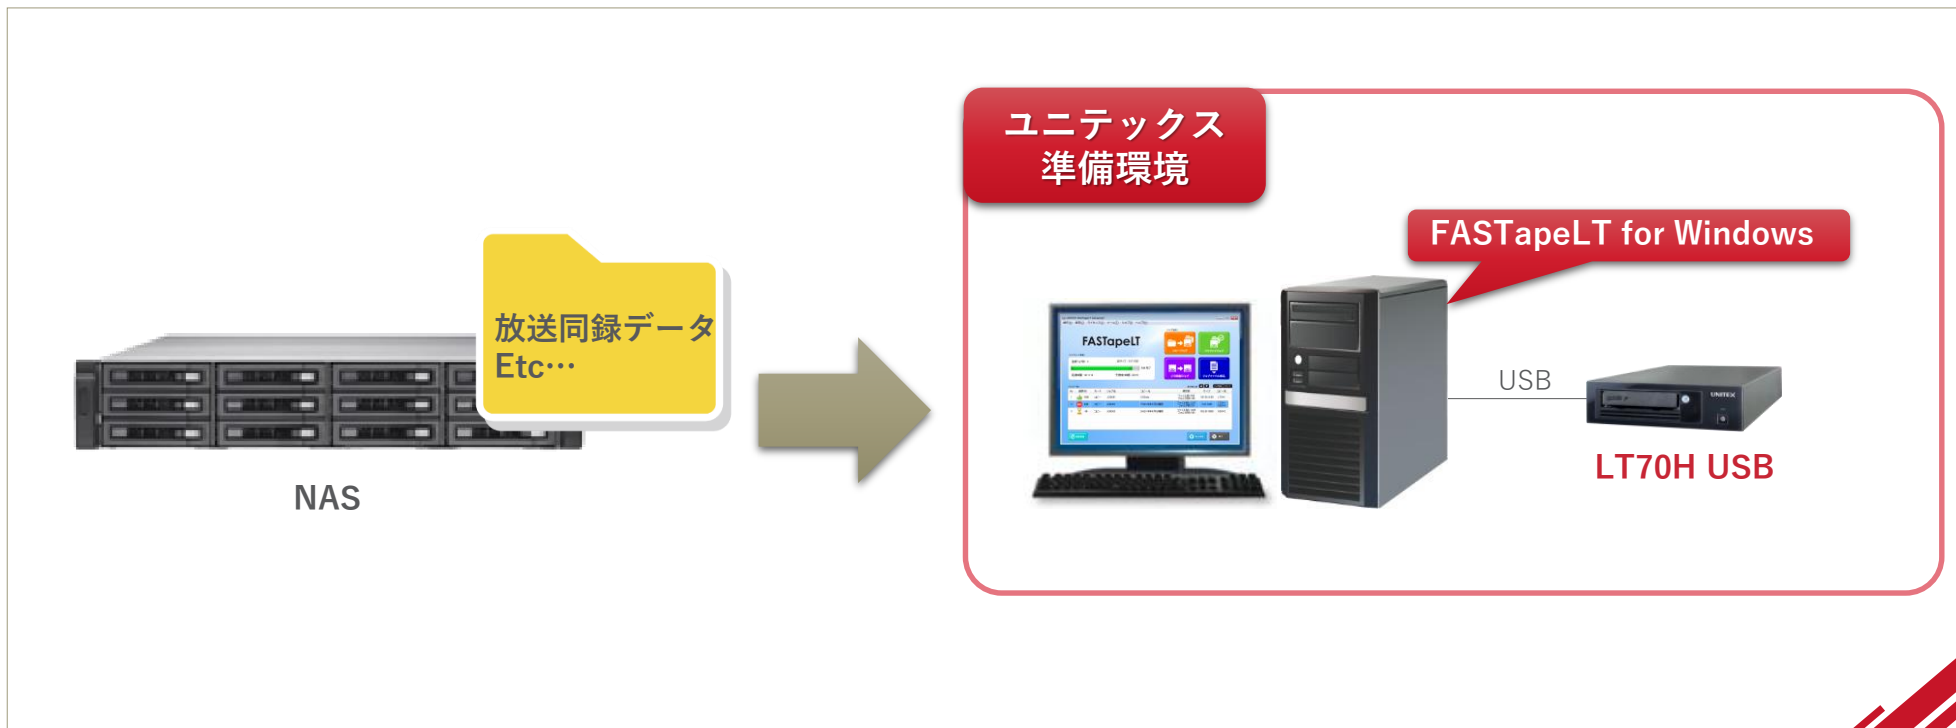 ユニテックス
準備環境
FASTapeLT for Windows
放送同録データ
Etc…
FASTapeLT
USB
UNITEX
LT70H USB
NAS